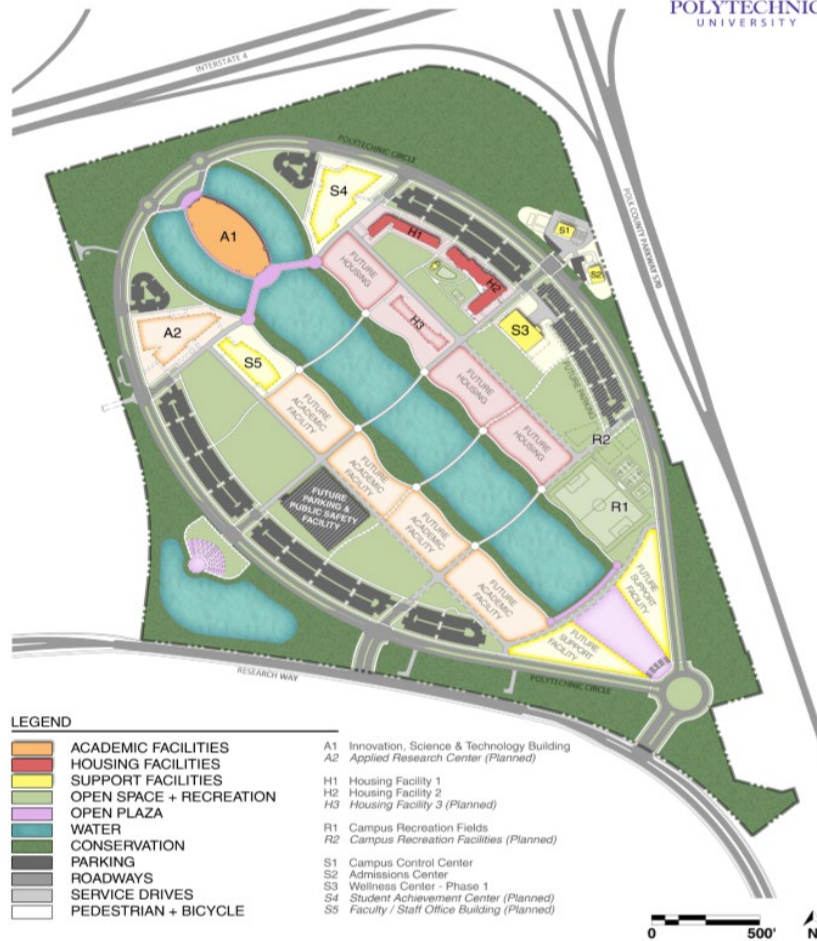 POLYTECHNIC
UNIVERSITY
INTERSTATE 4
POLYTECHNIC CIRCLE
POLK COUNTY PARKWAY 570
S4
A1
H1
S1
S2
FUTURE
HOUSING
H2
H3
S3
A2
S5
FUTURE
HOUSING
FUTURE PARKING
FUTURE
ACADEMIC
FACILITY
FUTURE
HOUSING
R2
FUTURE
ACADEMIC
FACILITY
R1
FUTURE
PARKING &
PUBLIC SAFETY
FACILITY
FUTURE
ACADEMIC
FACILITY
FUTURE
ACADEMIC
FACILITY
FUTURE
SUPPORT
FACILITY
FUTURE
SUPPORT
FACILITY
RESEARCH WAY
POLYTECHNIC CIRCLE
LEGEND
ACADEMIC FACILITIES
HOUSING FACILITIES
SUPPORT FACILITIES
OPEN SPACE + RECREATION
OPEN PLAZA
WATER
CONSERVATION
PARKING
ROADWAYS
SERVICE DRIVES
PEDESTRIAN + BICYCLE
A1 Innovation, Science & Technology Building
A2 Applied Research Center (Planned)
H1 Housing Facility 1
H2 Housing Facility 2
H3 Housing Facility 3 (Planned)
R1 Campus Recreation Fields
R2 Campus Recreation Facilities (Planned)
S1 Campus Control Center
S2 Admissions Center
S3 Wellness Center - Phase 1
S4 Student Achievement Center (Planned)
S5 Faculty / Staff Office Building (Planned)
0 500'
N